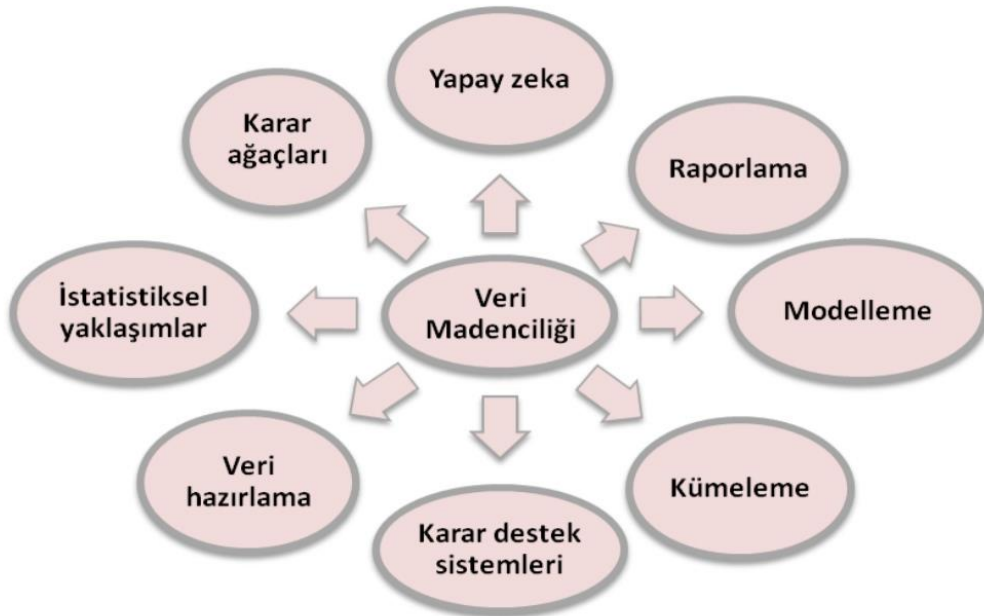 Yapay zeka
Karar
ağaçları
Raporlama
İstatistiksel
yaklaşımlar
Veri
Madenciliği
Modelleme
Veri
hazırlama
Kümeleme
Karar destek
sistemleri